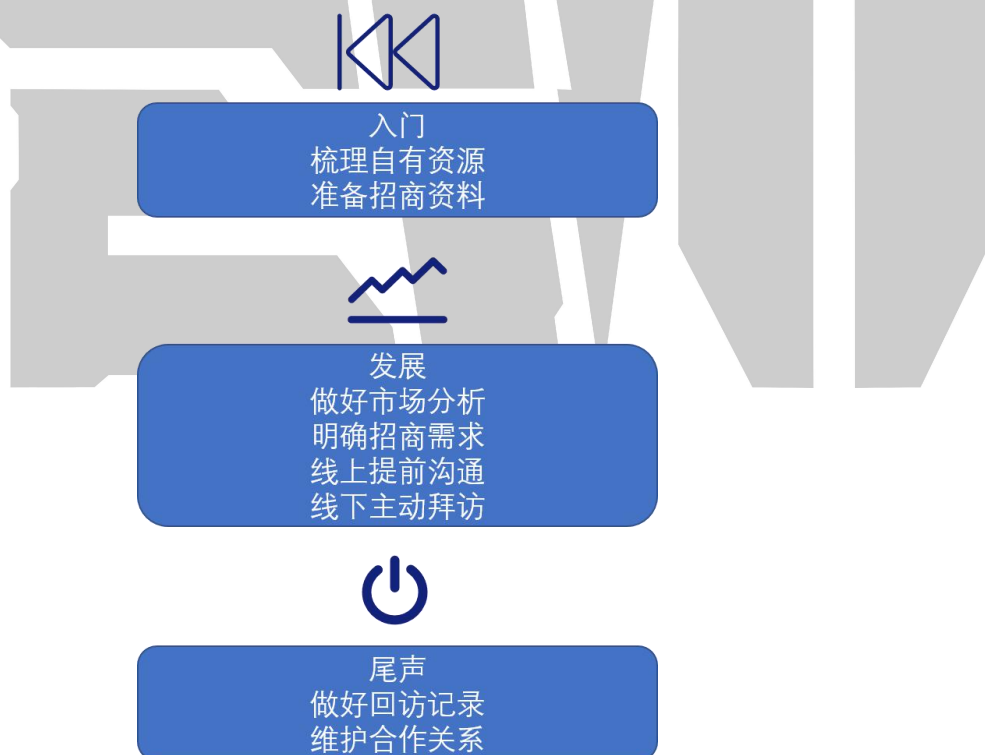 入门
梳理自有资源
准备招商资料
发展
做好市场分析
明确招商需求
线上提前沟通
线下主动拜访
尾声
做好回访记录
维护合作关系